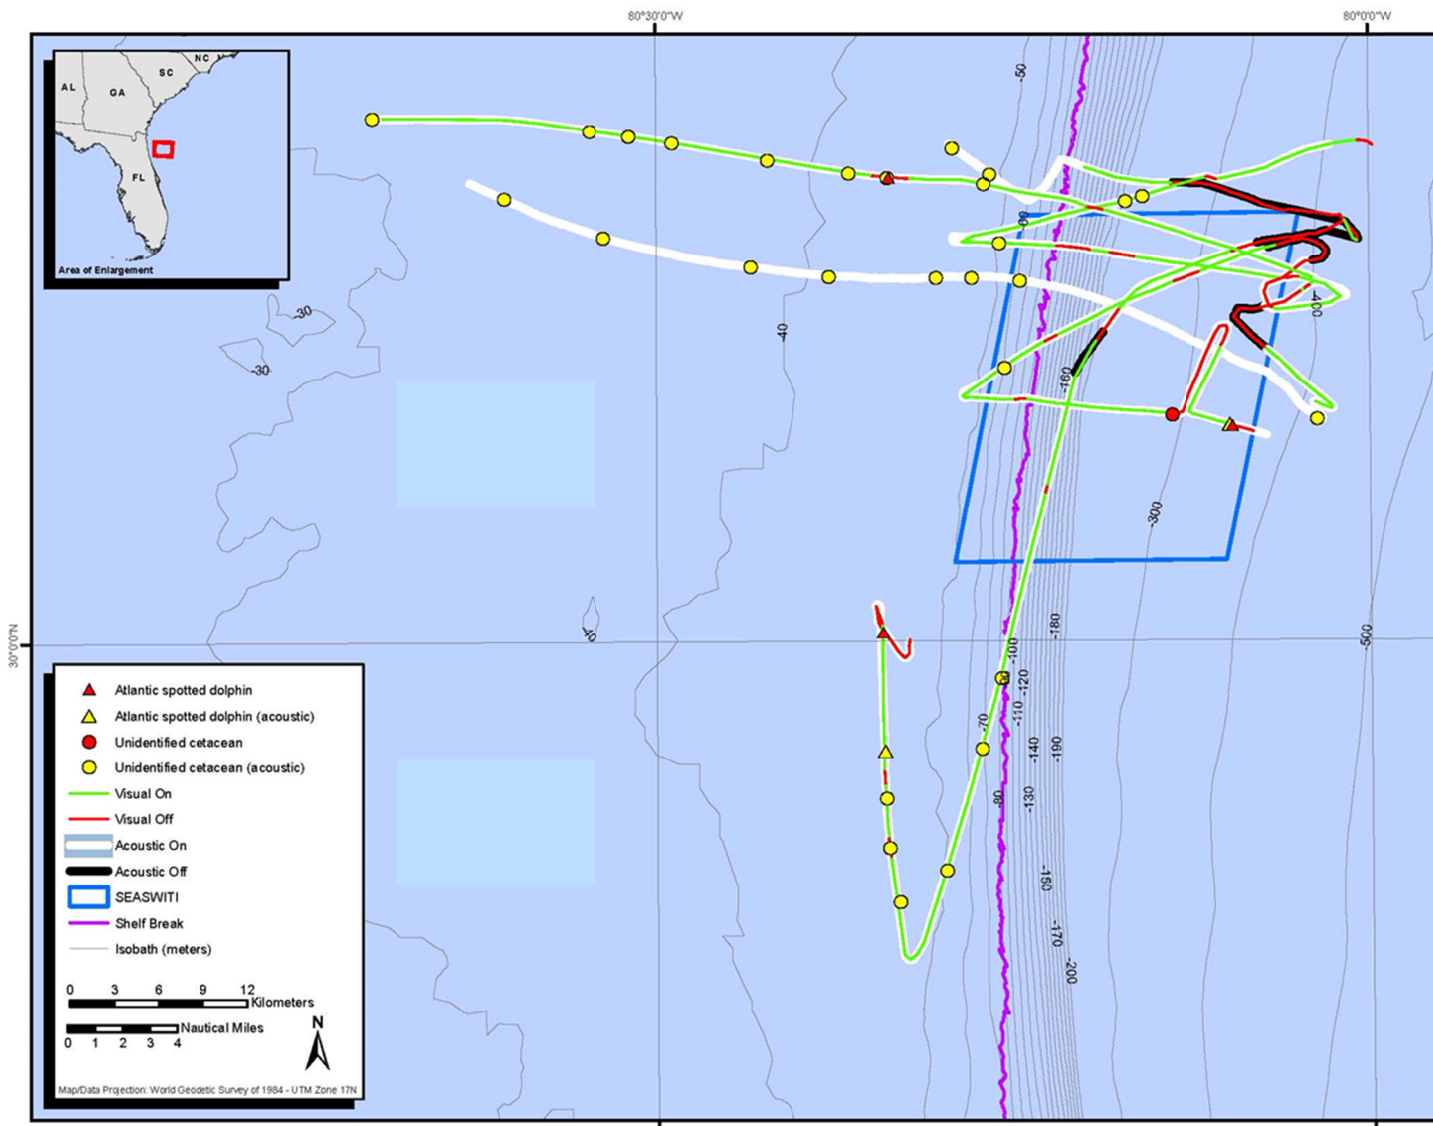 80°30'0"W
80°0'0"W
NC
SC
AL
GA
FL
Area of Enlargement
-50
-60
-30
-40
-400
-30
-160
-300
-40
30°0'0"N
-180
-500
-100
-120
-110
-70
-140
-190
-80
-130
-150
-170
-200
Atlantic spotted dolphin
Atlantic spotted dolphin (acoustic)
Unidentified cetacean
Unidentified cetacean (acoustic)
Visual On
Visual Off
Acoustic On
Acoustic Off
SEASWITI
Shelf Break
Isobath (meters)
0 3 6 9 12
Kilometers
Nautical Miles
0 1 2 3 4
N
Map/Data Projection: World Geodetic Survey of 1984 - UTM Zone 17N